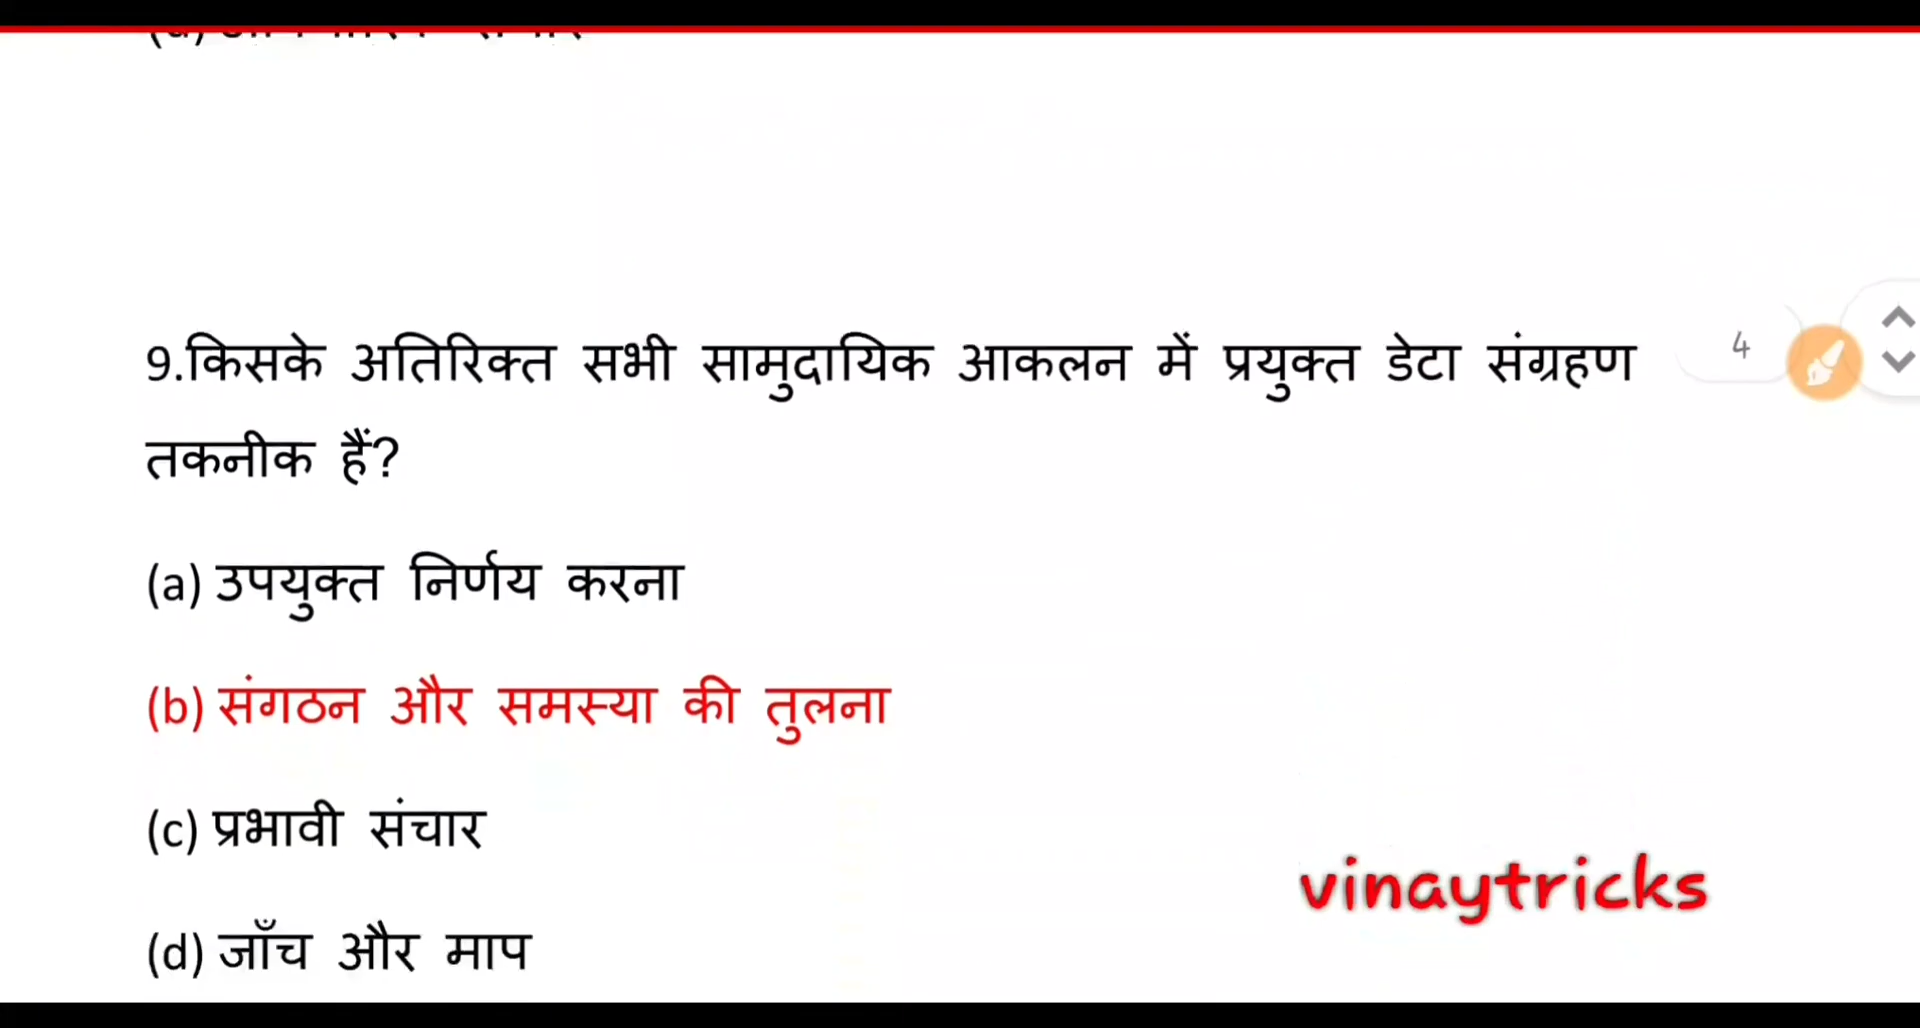 9.किसके अतिरिक्त सभी सामुदायिक आकलन में प्रयुक्त डेटा संग्रहण
4
तकनीक हैं?
(a) उपयुक्त निर्णय करना
(b) संगठन और समस्या की तुलना
(c) प्रभावी संचार
vinaytricks
(d) जाँच और माप